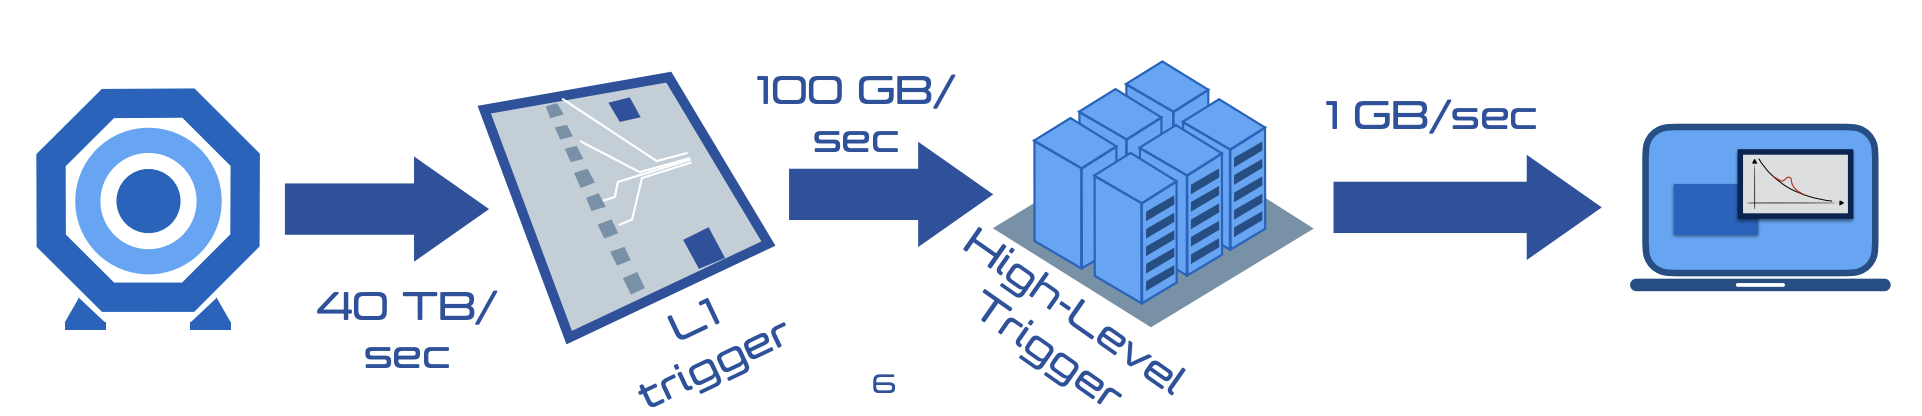 40 TB/
sec
L1
trigger
100 GB/
sec
High-Level
Trigger
1 GB/sec
6